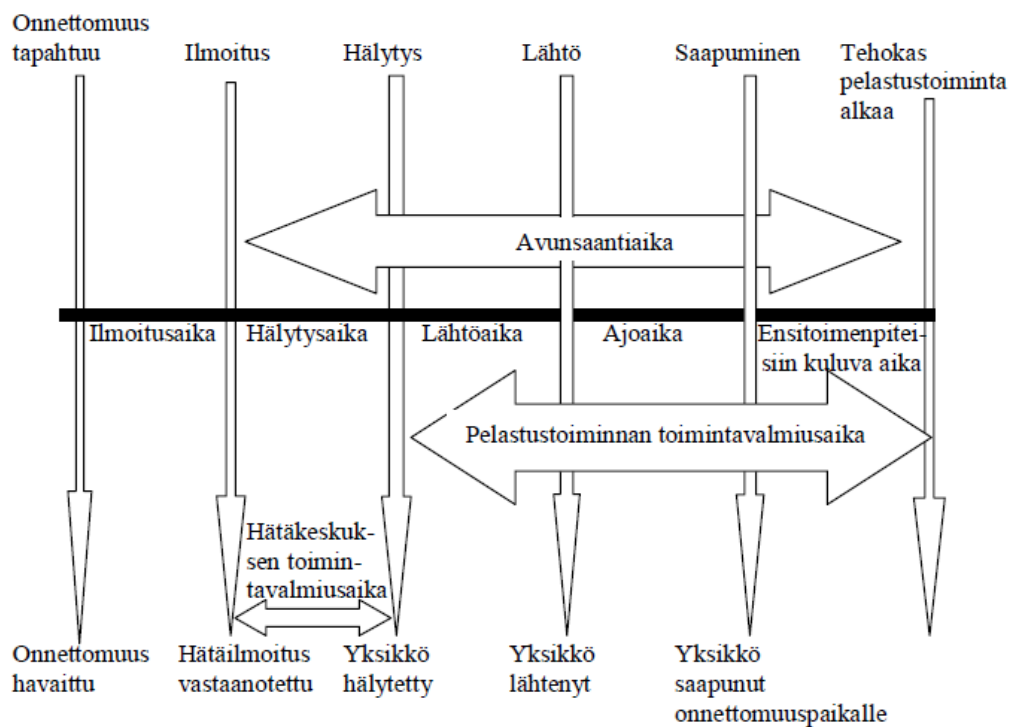 Onnettomuus
tapahtuu
Ilmoitus
Hälytys
Lähtö
Saapuminen
Tehokas
pelastustoiminta
alkaa
Avunsaantiaika
Ilmoitusaika
Hälytysaika
Lähtöaika
Ajoaika
Ensitoimenpitei-
siin kuluva aika
Pelastustoiminnan toimintavalmiusaika
Hätäkeskuk-
sen toimin-
tavalmiusaika
Onnettomuus
havaittu
Hätäilmoitus
vastaanotettu
Yksikkö
hälytetty
Yksikkö
lähtenyt
Yksikkö
saapunut
onnettomuuspaikalle